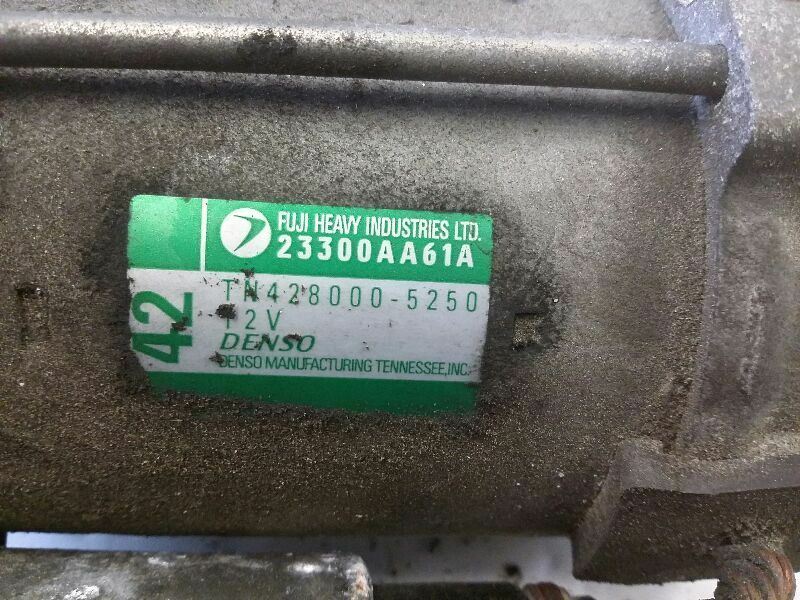 FUJI HEAVY INDUSTRIES LTD.
23300AA61A
TN428000-5250
12V
42
DENSO
DENSO MANUFACTURING TENNESSEE,INC.